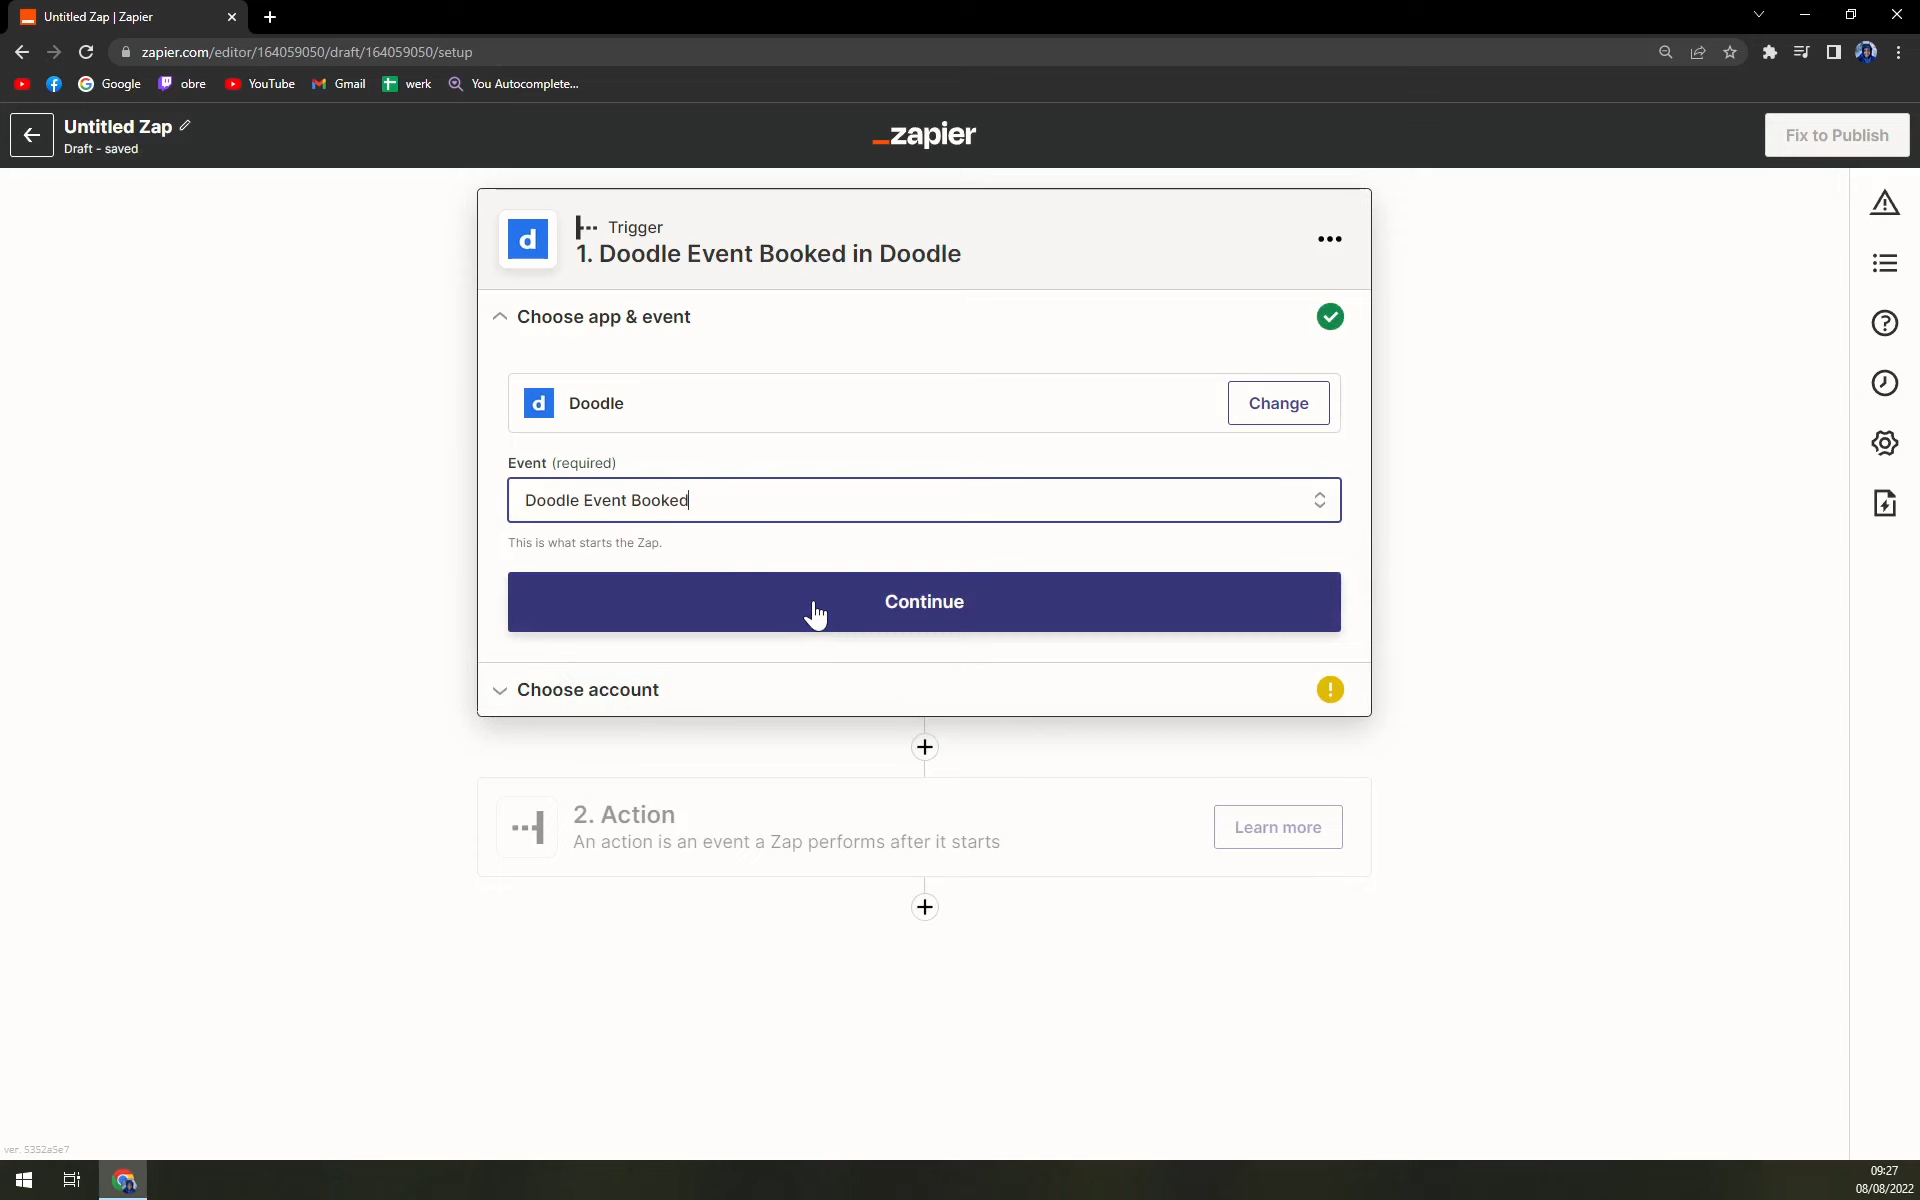 Untitled Zap | Zapier
zapier.com/editor/164059050/draft/164059050/setup
Google
obre
YouTube
Gmail
werk
You Autocomplete...
Untitled Zap
Draft - saved
_zapier
Fix to Publish
d
Trigger
1. Doodle Event Booked in Doodle
Choose app & event
d
Doodle
Change
Event (required)
Doodle Event Booked
This is what starts the Zap.
Continue
Choose account
2. Action
An action is an event a Zap performs after it starts
Learn more
ver. 5352a5e7
09:27
08/08/2022